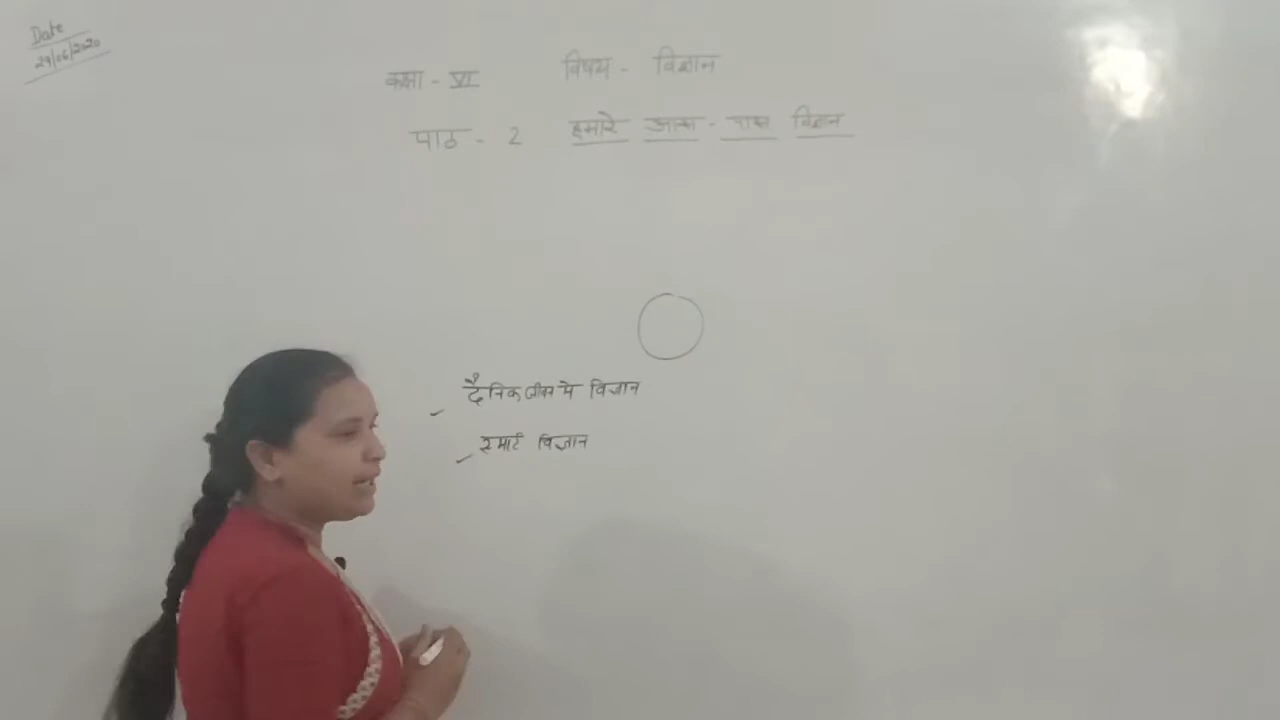 Date
29/06/2020
कक्षा - VI विषय - विज्ञान
पाठ - 2 हमारे आस - पास विज्ञान
दैनिक जीवन मे विज्ञान
स्मार्ट विज्ञान